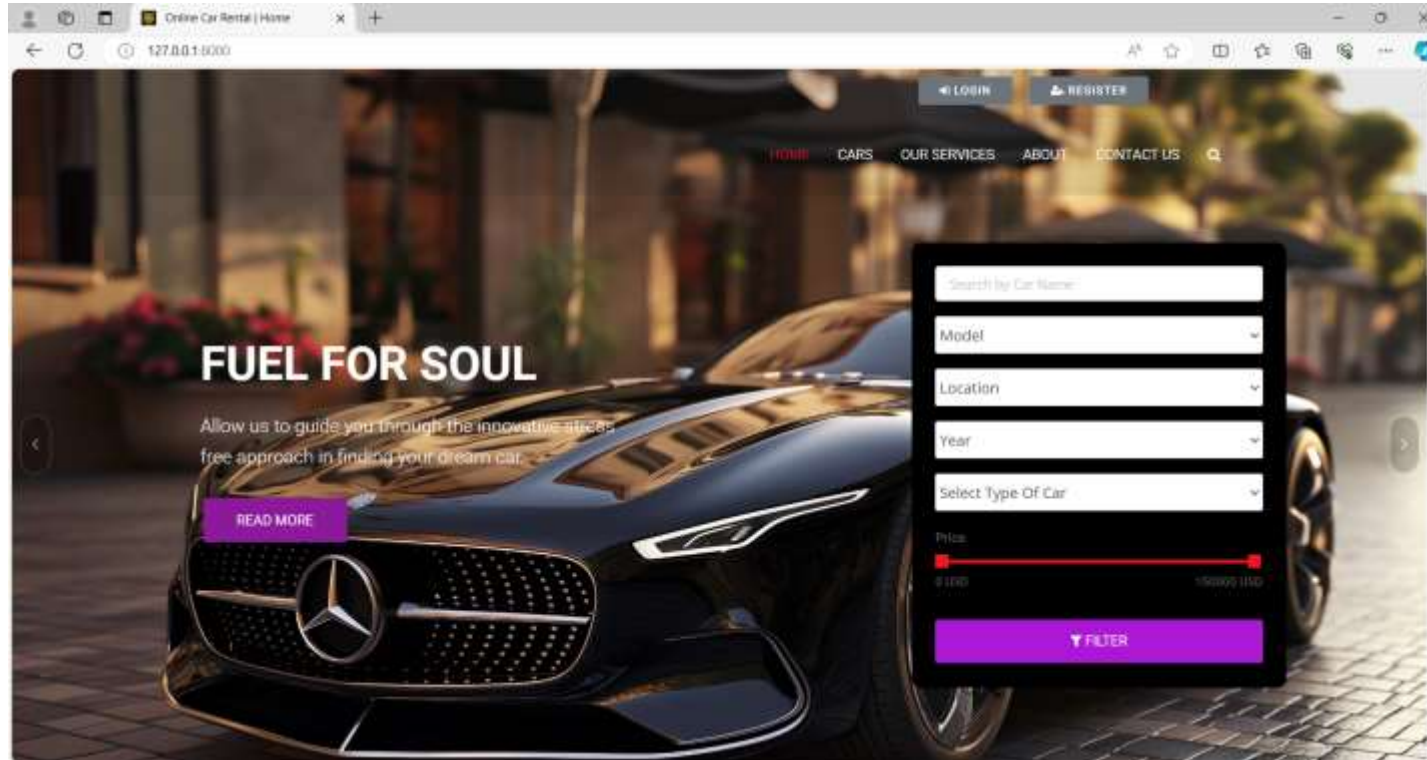 Online Car Rental | Home
127.0.0.1:8000
LOGIN
REGISTER
HOME CARS OUR SERVICES ABOUT CONTACT US
Search by Car Name
Model
Location
FUEL FOR SOUL
Allow us to guide you through the innovative stress
free approach in finding your dream car.
Year
Select Type Of Car
READ MORE
Price
0 USD
USD
FILTER